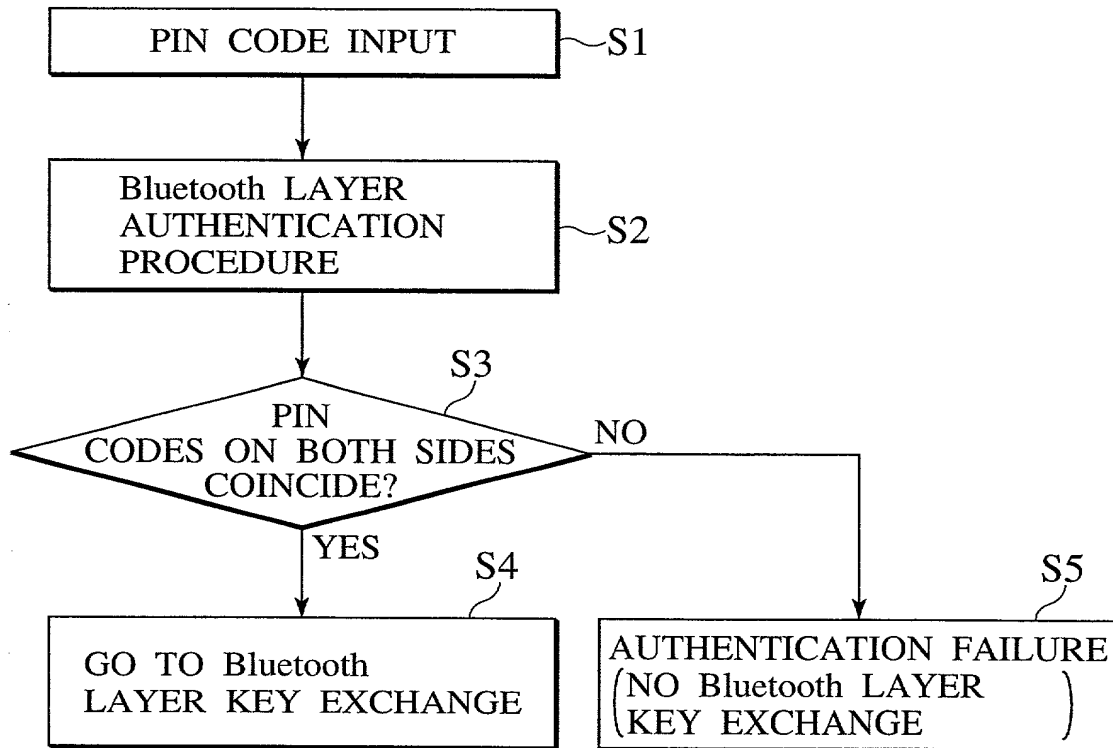 PIN CODE INPUT
S1
Bluetooth LAYER
AUTHENTICATION
PROCEDURE
S2
S3
PIN
CODES ON BOTH SIDES
COINCIDE?
NO
YES
S4
GO TO Bluetooth
LAYER KEY EXCHANGE
S5
AUTHENTICATION FAILURE
(NO Bluetooth LAYER
KEY EXCHANGE)